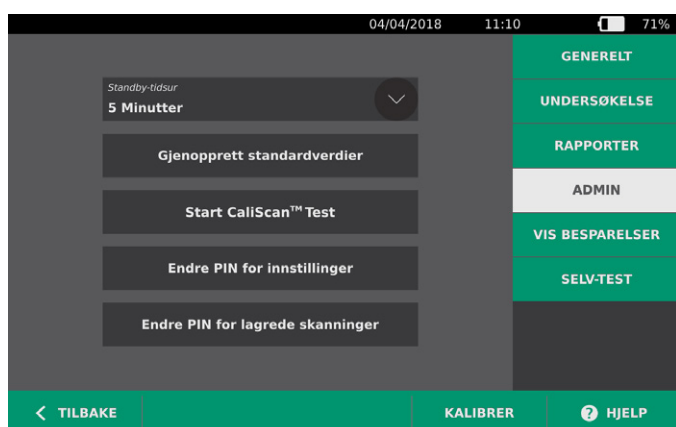 04/04/2018 11:10 71%
GENERELT
Standby-tidsur
5 Minutter
UNDERSØKELSE
Gjenopprett standardverdier
RAPPORTER
ADMIN
Start CaliScan™ Test
VIS BESPARELSER
Endre PIN for innstillinger
SELV-TEST
Endre PIN for lagrede skanninger
TILBAKE
KALIBRER
? HJELP